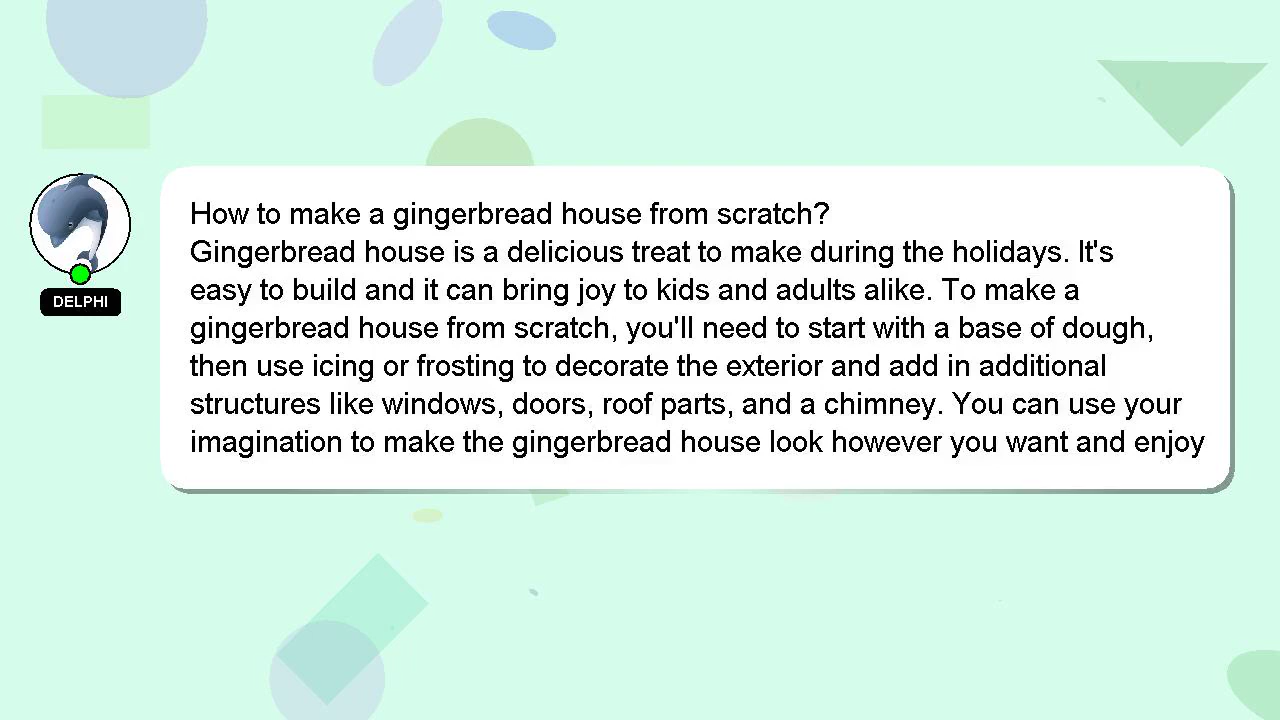 How to make a gingerbread house from scratch?
Gingerbread house is a delicious treat to make during the holidays. It's
easy to build and it can bring joy to kids and adults alike. To make a
gingerbread house from scratch, you'll need to start with a base of dough,
then use icing or frosting to decorate the exterior and add in additional
structures like windows, doors, roof parts, and a chimney. You can use your
imagination to make the gingerbread house look however you want and enjoy
DELPHI